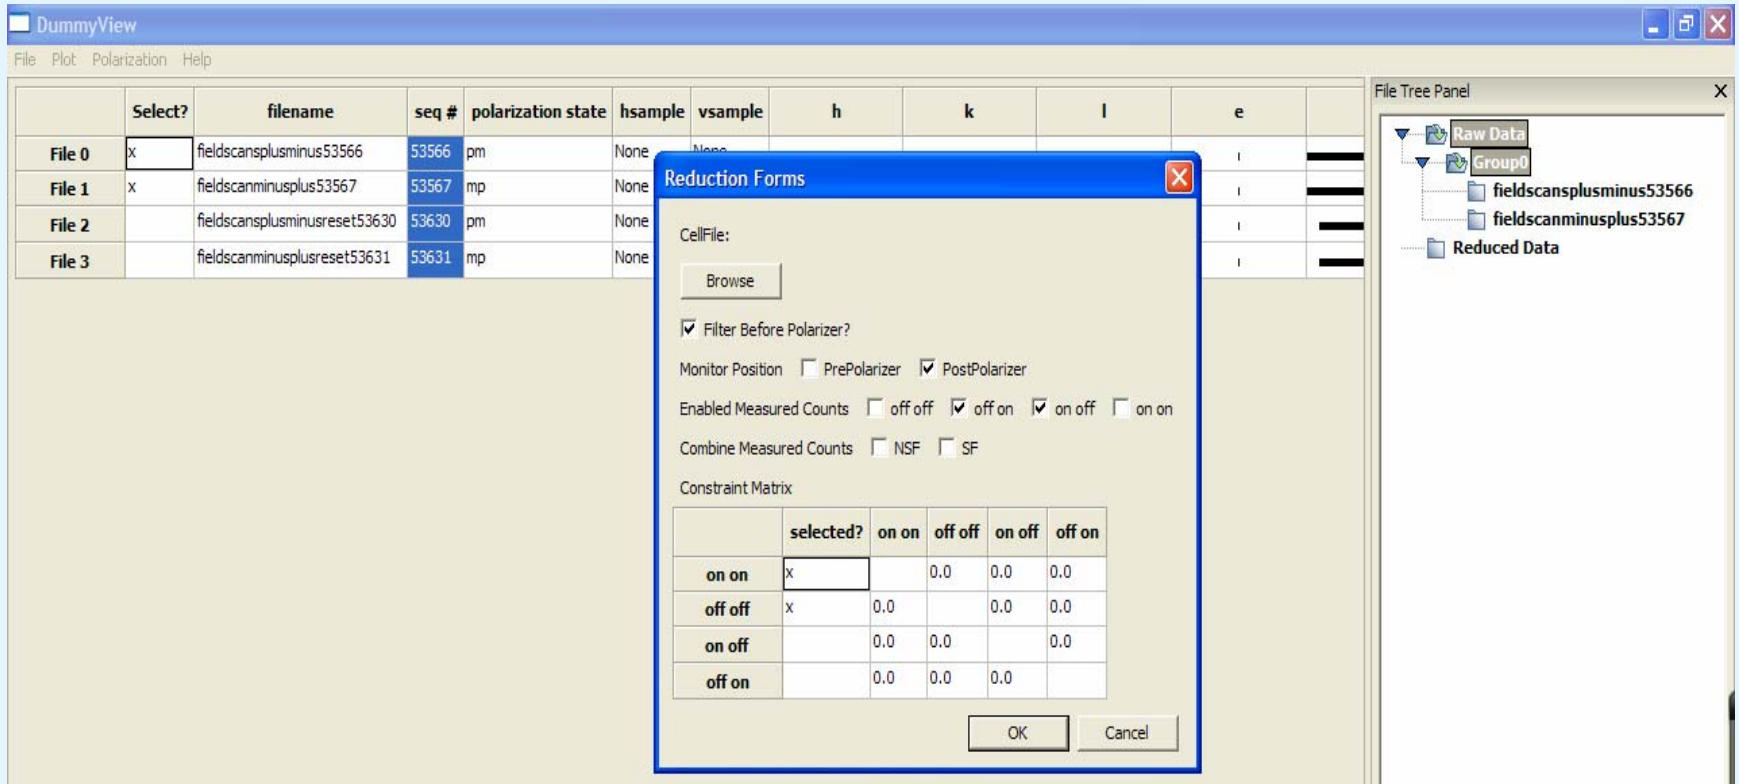 DummyView
File Plot Polarization Help
Select? filename seq # polarization state hsample vsample h k l e
File 0 x fieldscansplusminus53566 53566 pm None None
File 1 x fieldscanminusplus53567 53567 mp None
File 2 fieldscansplusminusreset53630 53630 pm None
File 3 fieldscanminusplusreset53631 53631 mp None
Reduction Forms
CellFile:
Browse
Filter Before Polarizer?
Monitor Position PrePolarizer PostPolarizer
Enabled Measured Counts off off off on on off on on
Combine Measured Counts NSF SF
Constraint Matrix
selected? on on off off on off off on
on on x 0.0 0.0 0.0
off off x 0.0 0.0 0.0
on off 0.0 0.0 0.0
off on 0.0 0.0 0.0
OK Cancel
File Tree Panel X
Raw Data
Group0
fieldscansplusminus53566
fieldscanminusplus53567
Reduced Data